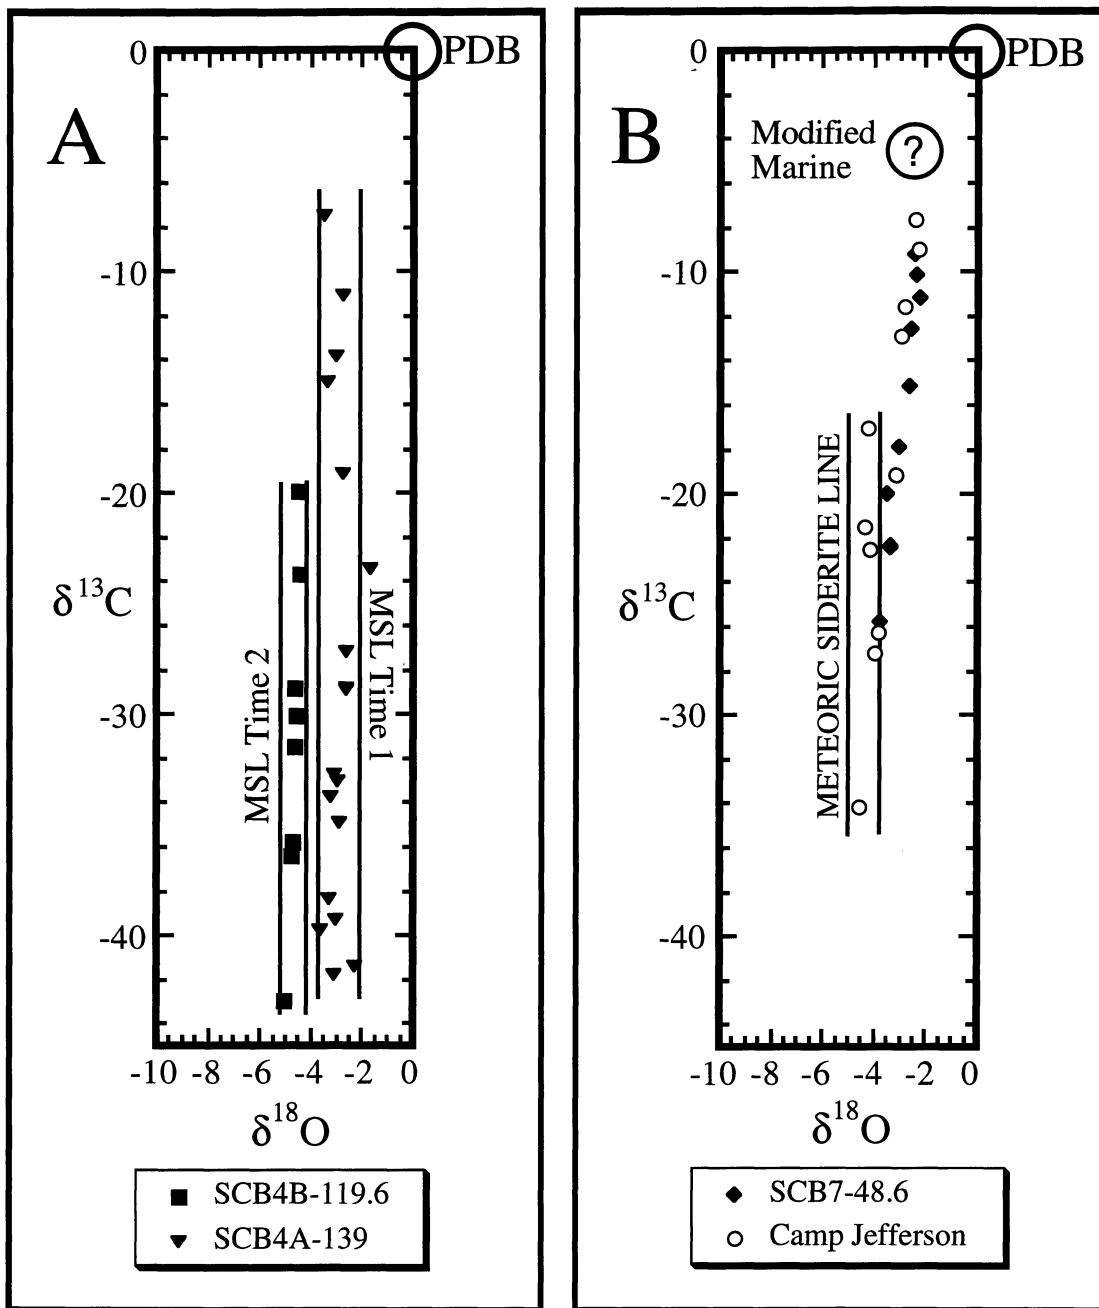 A
0
PDB
-10
-20
-30
-40
δ13C
MSL Time 2
MSL Time 1
-10 -8 -6 -4 -2 0
δ18O
SCB4B-119.6
SCB4A-139
B
0
PDB
Modified
Marine
?
-10
-20
-30
-40
δ13C
METEORIC SIDERITE LINE
-10 -8 -6 -4 -2 0
δ18O
SCB7-48.6
Camp Jefferson